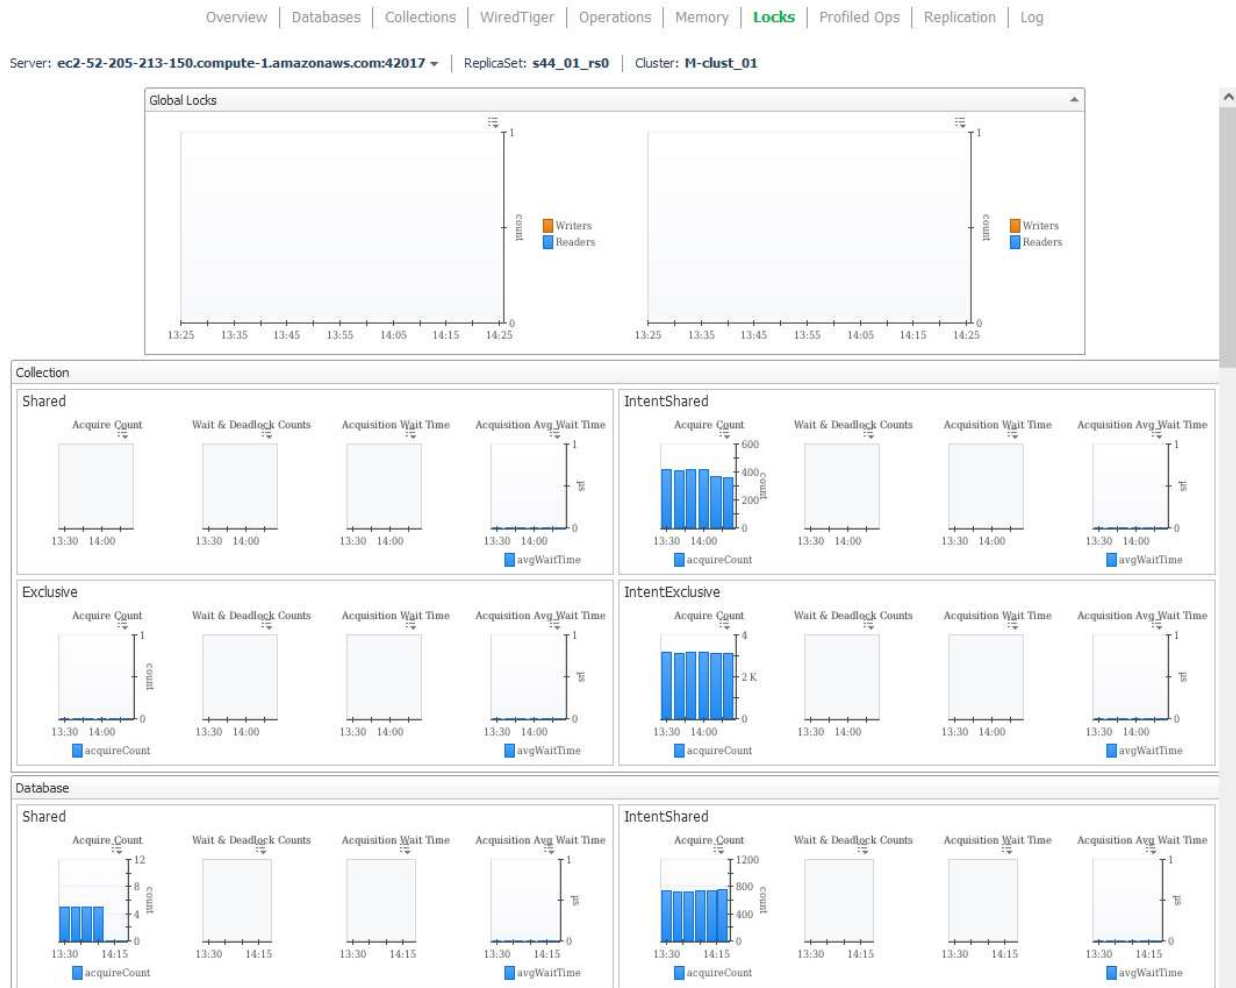 Overview | Databases | Collections | WiredTiger | Operations | Memory | Locks | Profiled Ops | Replication | Log
Server: ec2-52-205-213-150.compute-1.amazonaws.com:42017 | ReplicaSet: s44_01_rs0 | Cluster: M-clust_01
Global Locks
1 1
count Writers count Writers
Readers Readers
0 0
13:25 13:35 13:45 13:55 14:05 14:15 14:25 13:25 13:35 13:45 13:55 14:05 14:15 14:25
Collection
Shared IntentShared
Acquire Count Wait & Deadlock Counts Acquisition Wait Time Acquisition Avg Wait Time Acquire Count Wait & Deadlock Counts Acquisition Wait Time Acquisition Avg Wait Time
1 600 1
400
µs count µs
200
0 0 0
13:30 14:00 13:30 14:00 13:30 14:00 13:30 14:00 13:30 14:00 13:30 14:00 13:30 14:00 13:30 14:00
avgWaitTime acquireCount avgWaitTime
Exclusive IntentExclusive
Acquire Count Wait & Deadlock Counts Acquisition Wait Time Acquisition Avg Wait Time Acquire Count Wait & Deadlock Counts Acquisition Wait Time Acquisition Avg Wait Time
1 1 4 1
count µs 2 K µs
0 0 0 0
13:30 14:00 13:30 14:00 13:30 14:00 13:30 14:00 13:30 14:00 13:30 14:00 13:30 14:00 13:30 14:00
acquireCount avgWaitTime acquireCount avgWaitTime
Database
Shared IntentShared
Acquire Count Wait & Deadlock Counts Acquisition Wait Time Acquisition Avg Wait Time Acquire Count Wait & Deadlock Counts Acquisition Wait Time Acquisition Avg Wait Time
12 1 1200 1
8 800
count µs count µs
4 400
0 0 0 0
13:30 14:15 13:30 14:15 13:30 14:15 13:30 14:15 13:30 14:15 13:30 14:15 13:30 14:15 13:30 14:15
acquireCount avgWaitTime acquireCount avgWaitTime